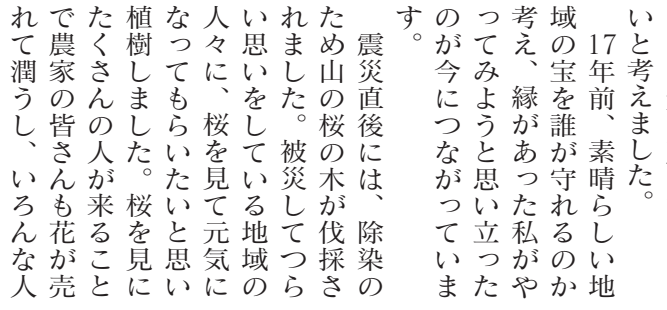 いと考えました。
　17年前、素晴らしい地
域の宝を誰が守れるのか
考え、縁があった私がや
ってみようと思い立った
のが今につながっていま
す。
　震災直後には、除染の
ため山の桜の木が伐採さ
れました。被災してつら
い思いをしている地域の
人々に、桜を見て元気に
なってもらいたいと思い
植樹しました。桜を見に
たくさんの人が来ること
で農家の皆さんも花が売
れて潤うし、いろんな人